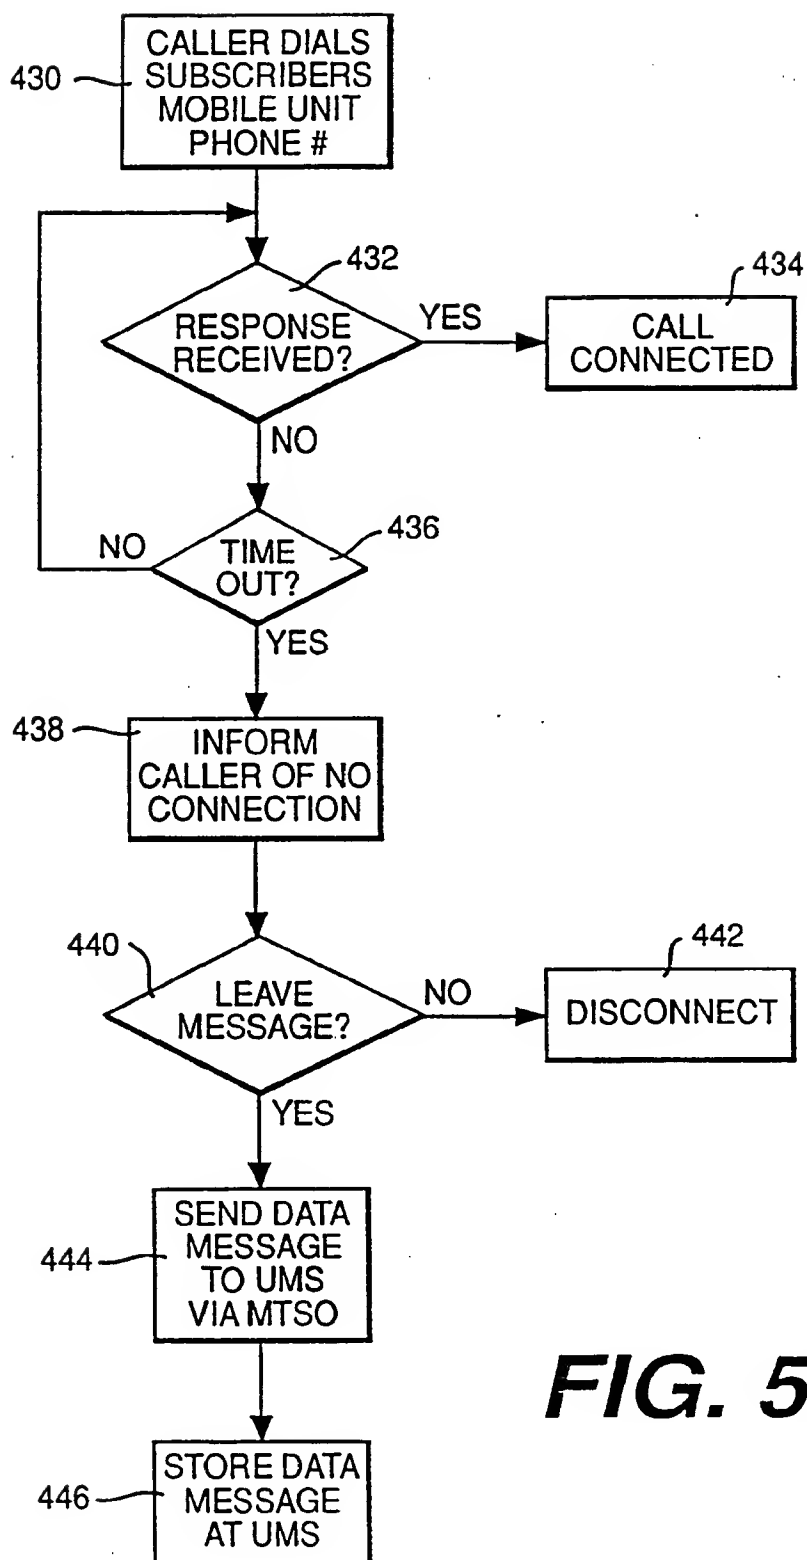 430
CALLER DIALS
SUBSCRIBERS
MOBILE UNIT
PHONE #
432
RESPONSE
RECEIVED?
YES
434
CALL
CONNECTED
NO
436
TIME
OUT?
NO
YES
438
INFORM
CALLER OF NO
CONNECTION
440
LEAVE
MESSAGE?
NO
442
DISCONNECT
YES
444
SEND DATA
MESSAGE
TO UMS
VIA MTSO
FIG. 5
446
STORE DATA
MESSAGE
AT UMS